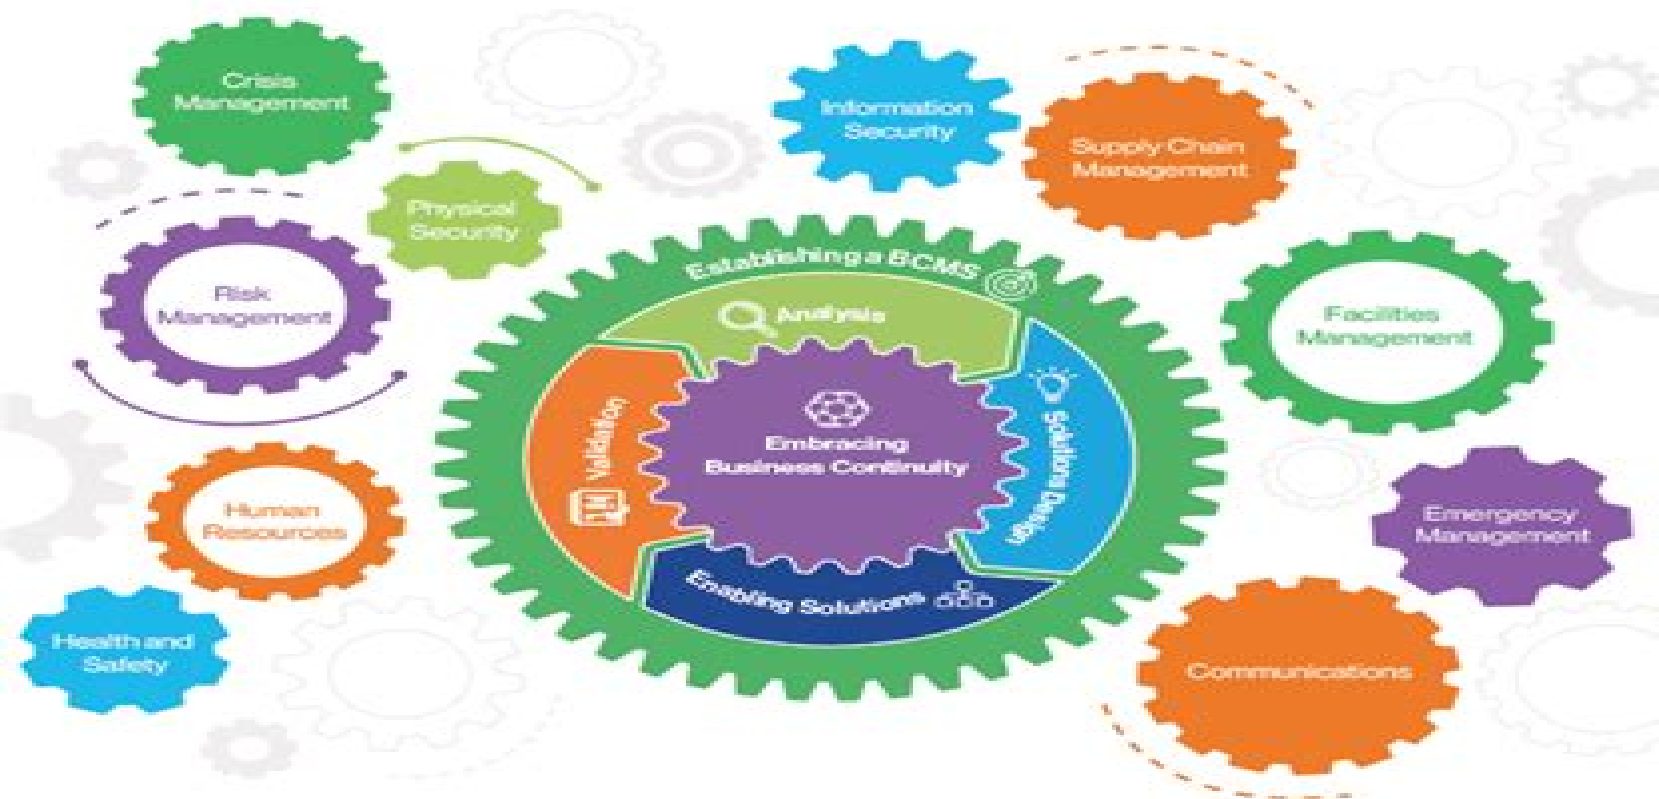 Crisis
Management
Information
Security
Supply Chain
Management
Physical
Security
Risk
Management
Establishing a BCMS
Analysis
Facilities
Management
Validation
Solutions Design
Embracing
Business Continuity
Human
Resources
Emergency
Management
Enabling Solutions
Health and
Safety
Communications